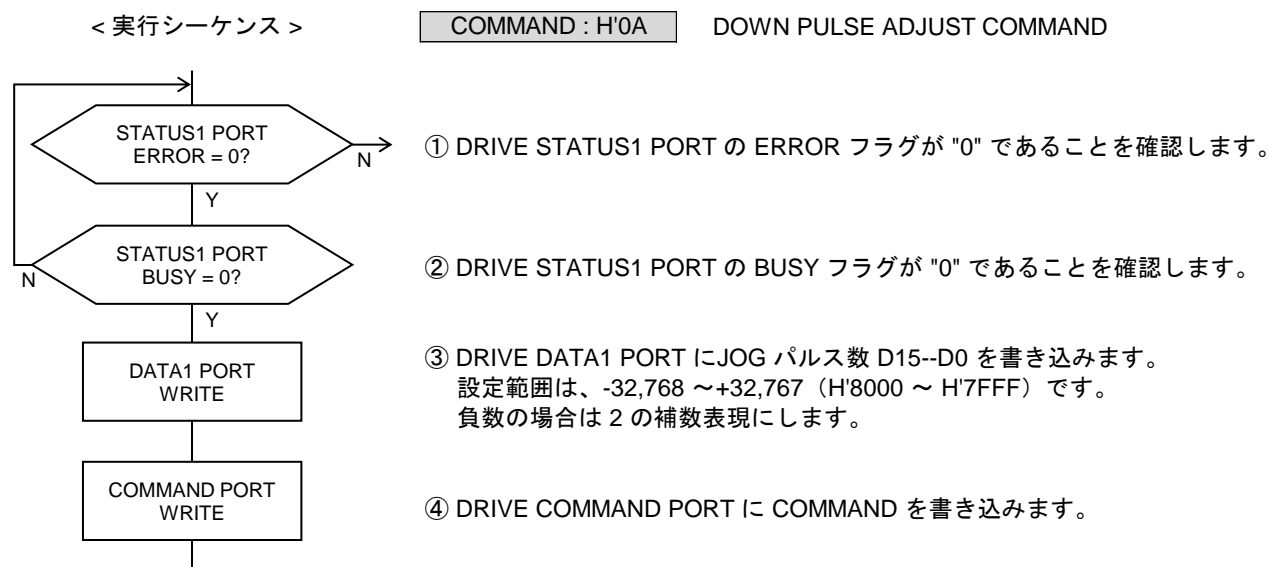 < 実行シーケンス >
COMMAND : H'0A
DOWN PULSE ADJUST COMMAND
STATUS1 PORT
ERROR = 0?
N
Y
① DRIVE STATUS1 PORT の ERROR フラグが "0" であることを確認します。
STATUS1 PORT
BUSY = 0?
N
Y
② DRIVE STATUS1 PORT の BUSY フラグが "0" であることを確認します。
DATA1 PORT
WRITE
③ DRIVE DATA1 PORT にJOG パルス数 D15--D0 を書き込みます。
設定範囲は、-32,768 ～+32,767（H'8000 ～ H'7FFF）です。
負数の場合は 2 の補数表現にします。
COMMAND PORT
WRITE
④ DRIVE COMMAND PORT に COMMAND を書き込みます。